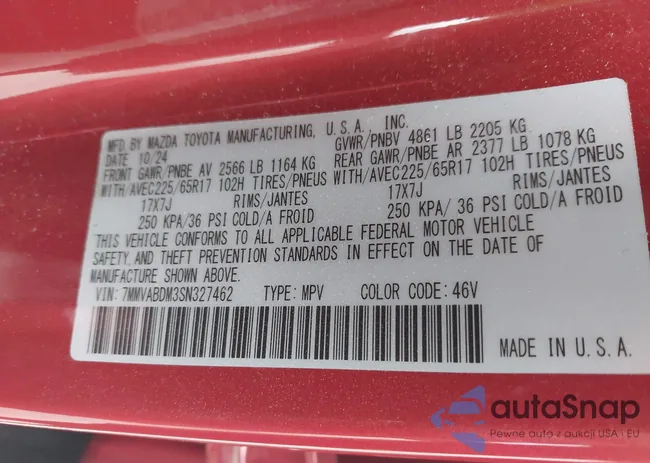 MFD BY MAZDA TOYOTA MANUFACTURING, U.S.A. INC.
DATE 10/24 GVWR/PNBV 4861 LB 2205 KG
FRONT GAWR/PNBE AV 2566 LB 1164 KG REAR GAWR/PNBE AR 2377 LB 1078 KG
WITH/AVEC225/65R17 102H TIRES/PNEUS WITH/AVEC225/65R17 102H TIRES/PNEUS
17X7J RIMS/JANTES 17X7J RIMS/JANTES
250 KPA/36 PSI COLD/A FROID 250 KPA/ 36 PSI COLD/A FROID
THIS VEHICLE CONFORMS TO ALL APPLICABLE FEDERAL MOTOR VEHICLE
SAFETY, AND THEFT PREVENTION STANDARDS IN EFFECT ON THE DATE OF
MANUFACTURE SHOWN ABOVE.
VIN: 7MMVABDM3SN327462 TYPE: MPV COLOR CODE: 46V
MADE IN U.S.A.
autaSnap
Pewne auto z aukcji USA i EU